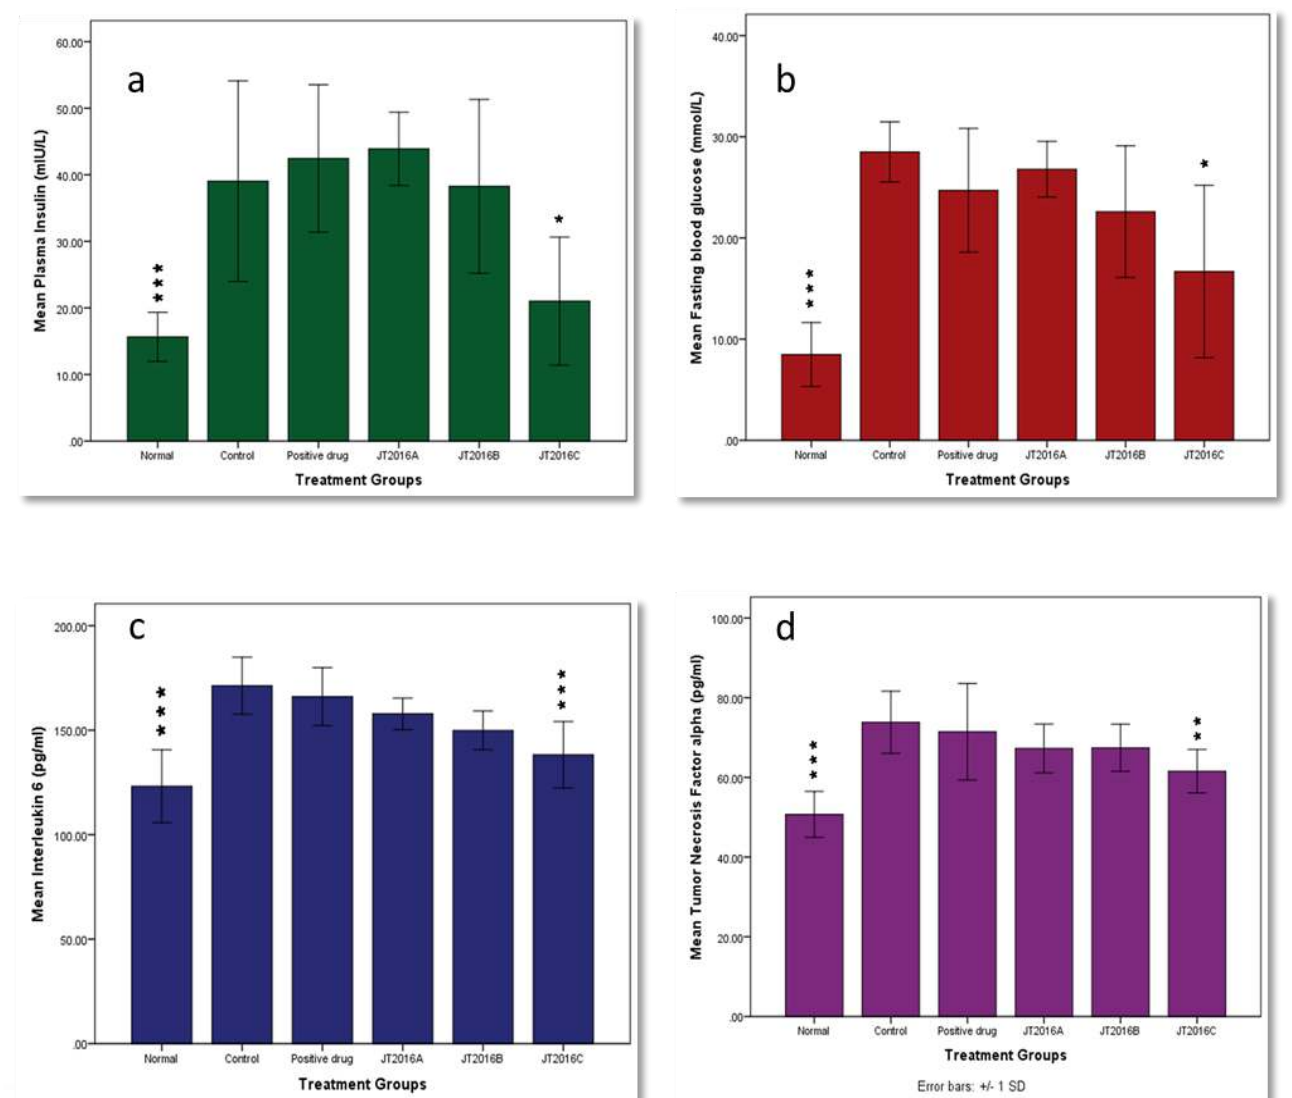 a
Mean Plasma Insulin (mIU/L)
60.00
50.00
40.00
30.00
20.00
10.00
.00
***
*
Normal Control Positive drug JT2016A JT2016B JT2016C
Treatment Groups
b
Mean Fasting blood glucose (mmol/L)
40.00
30.00
20.00
10.00
.00
***
*
Normal Control Positive drug JT2016A JT2016B JT2016C
Treatment Groups
c
Mean Interleukin 6 (pg/ml)
200.00
150.00
100.00
50.00
.00
***
***
Normal Control Positive drug JT2016A JT2016B JT2016C
Treatment Groups
d
Mean Tumor Necrosis Factor alpha (pg/ml)
100.00
80.00
60.00
40.00
20.00
.00
***
**
Normal Control Positive drug JT2016A JT2016B JT2016C
Treatment Groups
Error bars: +/- 1 SD